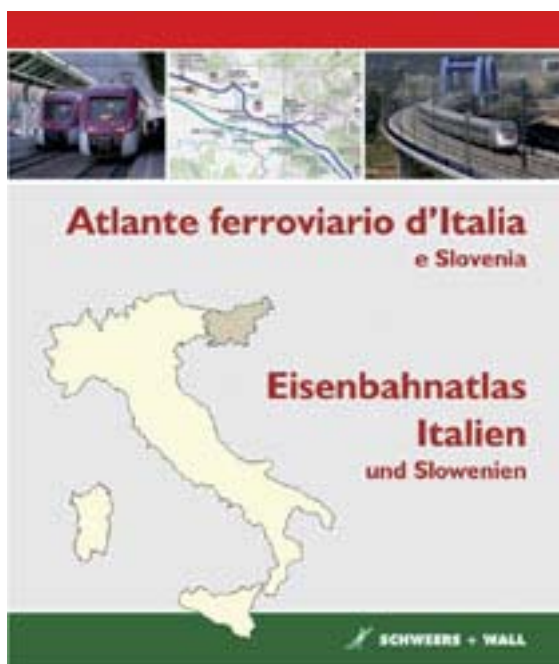 Atlante ferroviario d'Italia
e Slovenia
Eisenbahnatlas
Italien
und Slowenien
SCHWEERS + WALL